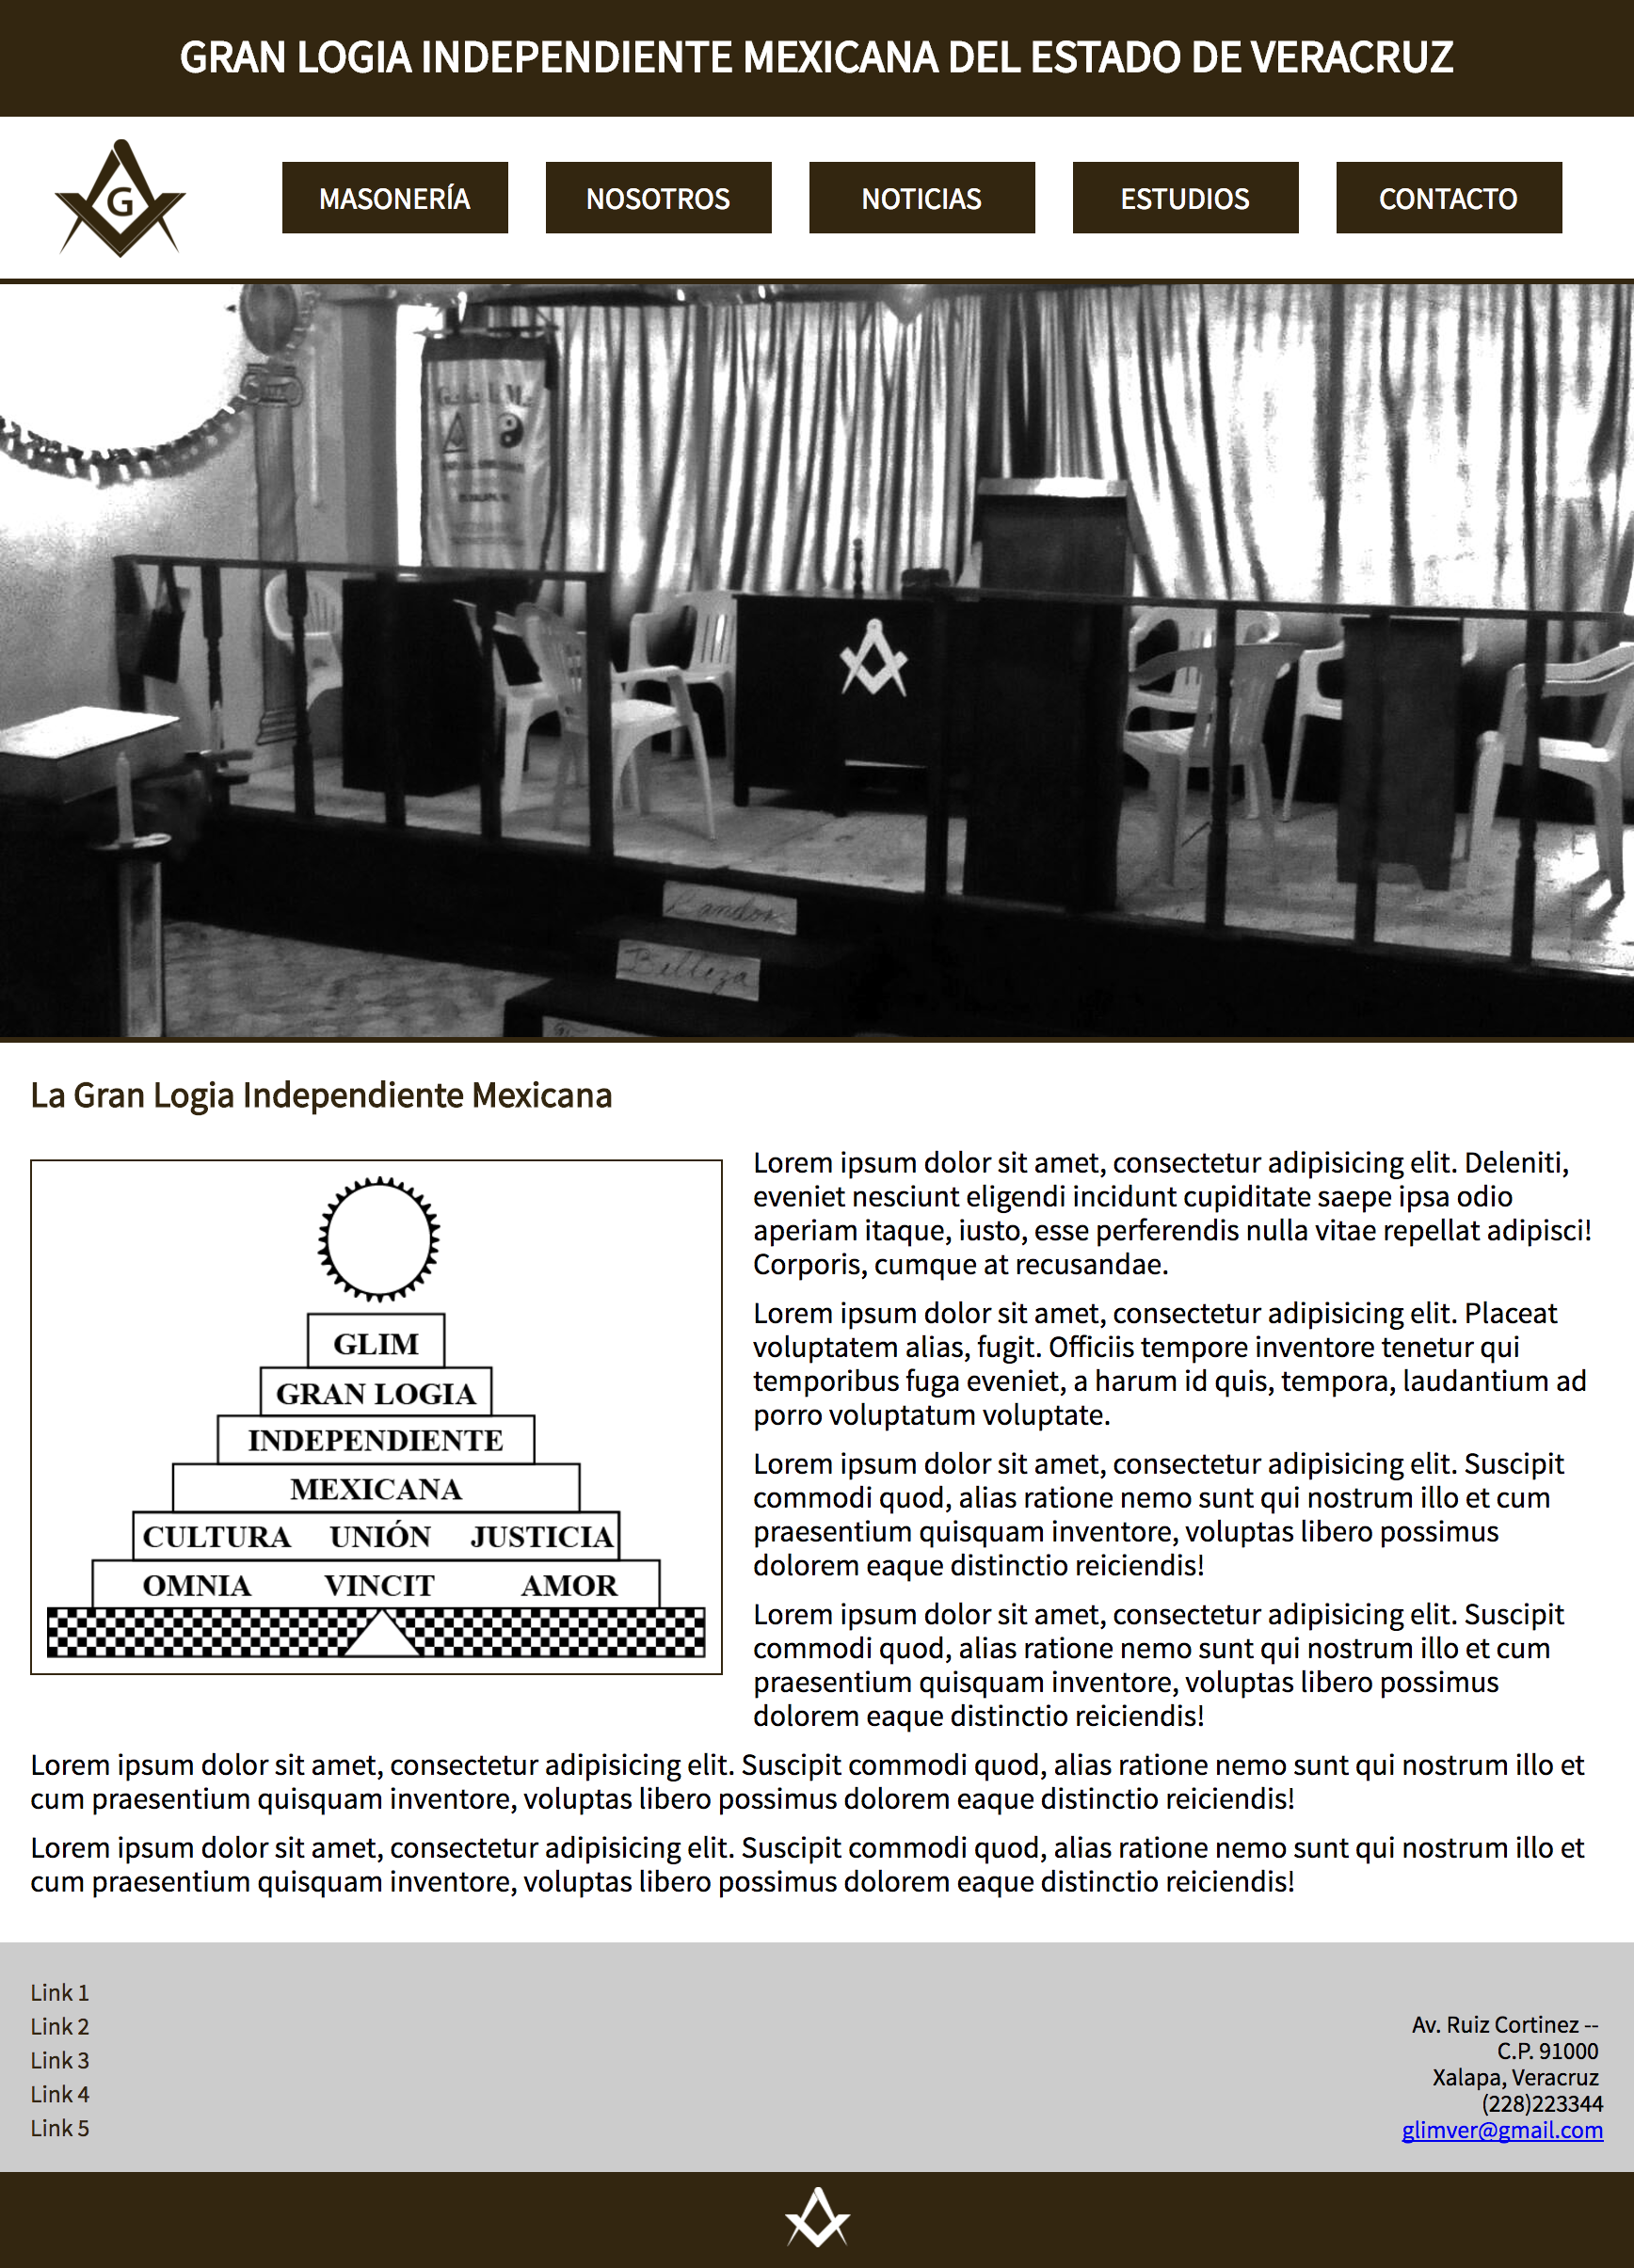 GRAN LOGIA INDEPENDIENTE MEXICANA DEL ESTADO DE VERACRUZ
G
MASONERÍA
NOSOTROS
NOTICIAS
ESTUDIOS
CONTACTO
Belleza
La Gran Logia Independiente Mexicana
GLIM
GRAN LOGIA
INDEPENDIENTE
MEXICANA
CULTURA UNIÓN JUSTICIA
OMNIA VINCIT AMOR
Lorem ipsum dolor sit amet, consectetur adipisicing elit. Deleniti,
eveniet nesciunt eligendi incidunt cupiditate saepe ipsa odio
aperiam itaque, iusto, esse perferendis nulla vitae repellat adipisci!
Corporis, cumque at recusandae.
Lorem ipsum dolor sit amet, consectetur adipisicing elit. Placeat
voluptatem alias, fugit. Officiis tempore inventore tenetur qui
temporibus fuga eveniet, a harum id quis, tempora, laudantium ad
porro voluptatum voluptate.
Lorem ipsum dolor sit amet, consectetur adipisicing elit. Suscipit
commodi quod, alias ratione nemo sunt qui nostrum illo et cum
praesentium quisquam inventore, voluptas libero possimus
dolorem eaque distinctio reiciendis!
Lorem ipsum dolor sit amet, consectetur adipisicing elit. Suscipit
commodi quod, alias ratione nemo sunt qui nostrum illo et cum
praesentium quisquam inventore, voluptas libero possimus
dolorem eaque distinctio reiciendis!
Lorem ipsum dolor sit amet, consectetur adipisicing elit. Suscipit commodi quod, alias ratione nemo sunt qui nostrum illo et
cum praesentium quisquam inventore, voluptas libero possimus dolorem eaque distinctio reiciendis!
Lorem ipsum dolor sit amet, consectetur adipisicing elit. Suscipit commodi quod, alias ratione nemo sunt qui nostrum illo et
cum praesentium quisquam inventore, voluptas libero possimus dolorem eaque distinctio reiciendis!
Link 1
Link 2
Link 3
Link 4
Link 5
Av. Ruiz Cortinez --
C.P. 91000
Xalapa, Veracruz
(228)223344
glimver@gmail.com